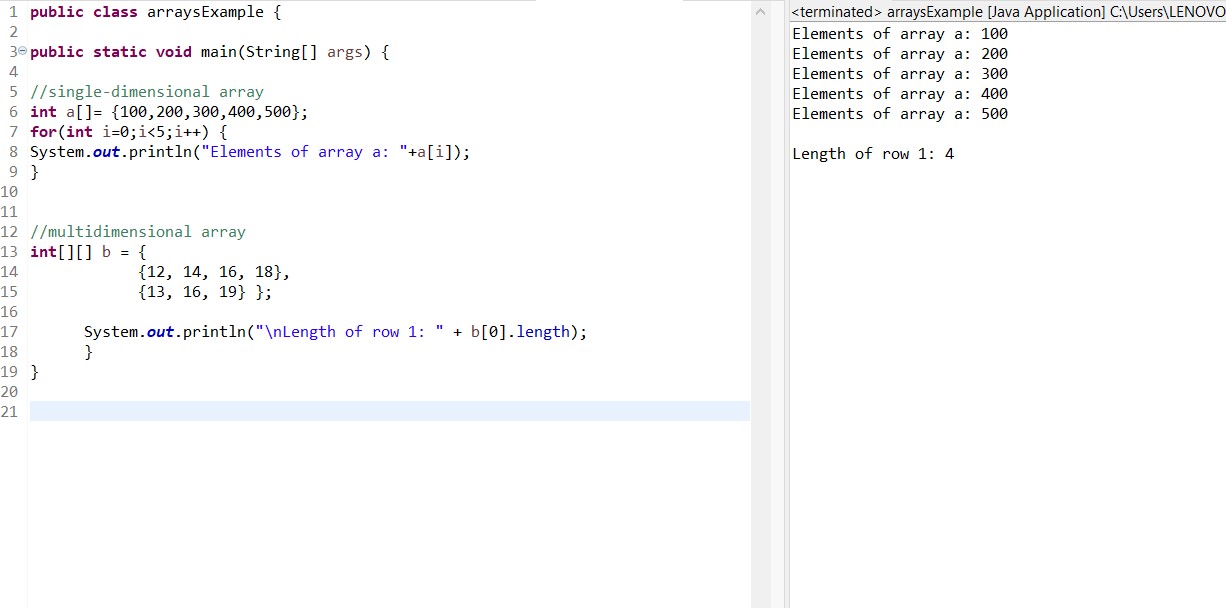 1 public class arraysExample {
2
3 public static void main(String[] args) {
4
5 //single-dimensional array
6 int a[]= {100,200,300,400,500};
7 for(int i=0;i<5;i++) {
8 System.out.println("Elements of array a: "+a[i]);
9 }
10
11
12 //multidimensional array
13 int[][] b = {
14             {12, 14, 16, 18},
15             {13, 16, 19} };
16
17       System.out.println("\nLength of row 1: " + b[0].length);
18       }
19 }
20
21
<terminated> arraysExample [Java Application] C:\Users\LENOVO
Elements of array a: 100
Elements of array a: 200
Elements of array a: 300
Elements of array a: 400
Elements of array a: 500

Length of row 1: 4